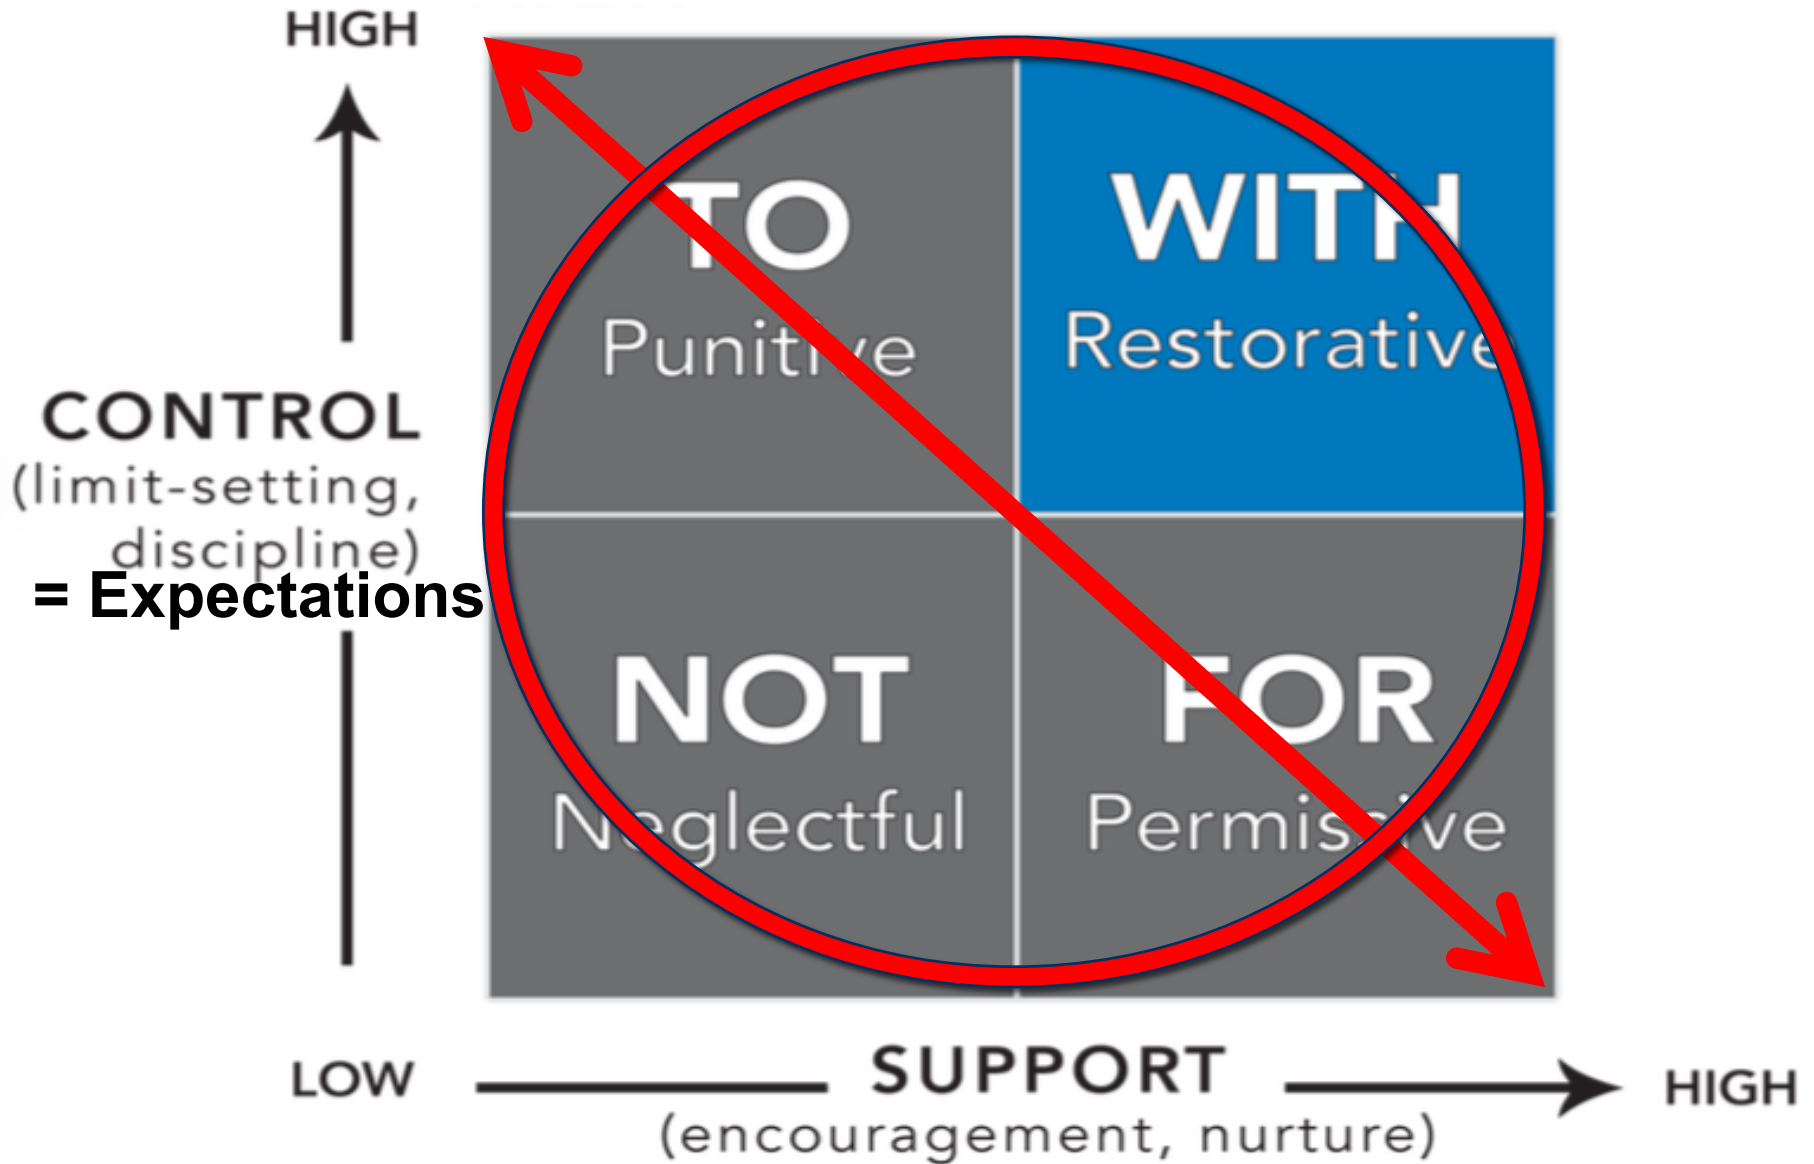 HIGH
TO
WITH
Punitive
Restorative
CONTROL
(limit-setting,
discipline)
= Expectations
NOT
FOR
Neglectful
Permissive
LOW
SUPPORT
HIGH
(encouragement, nurture)